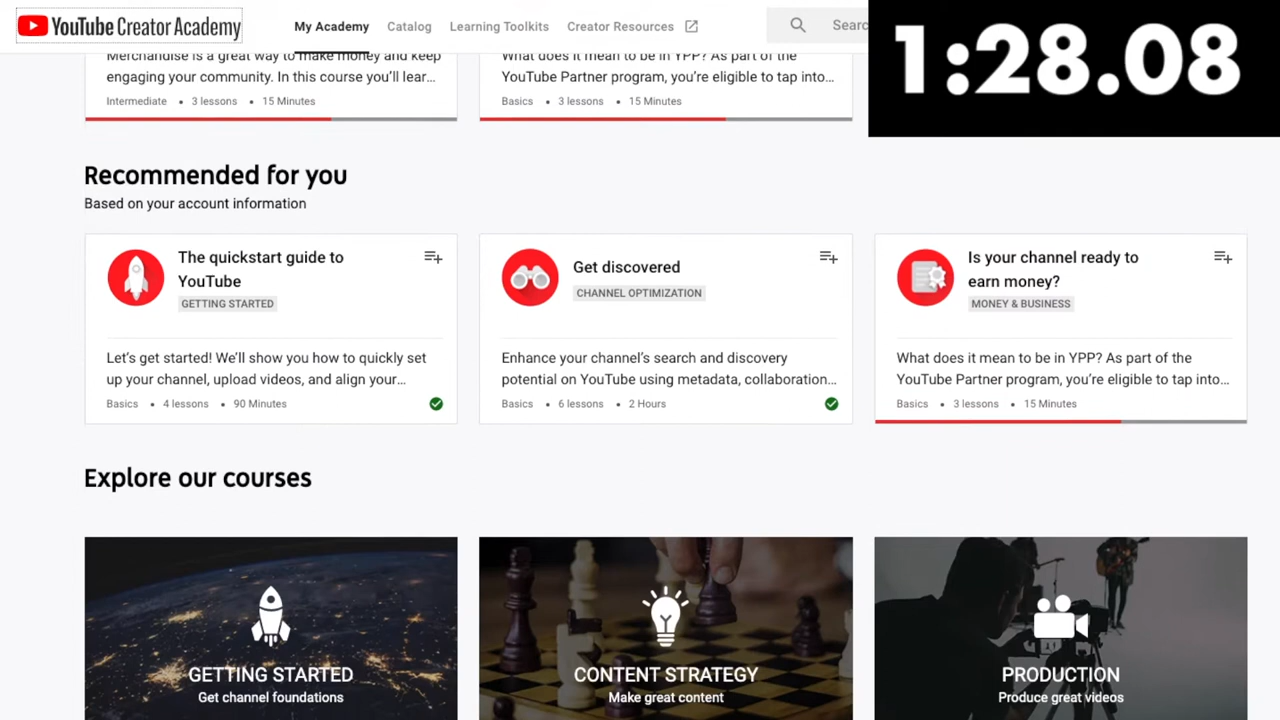 YouTube Creator Academy
My Academy
Catalog
Learning Toolkits
Creator Resources
Searc
1:28.08
Merchandise is a great way to make money and keep
engaging your community. In this course you'll lear...
Intermediate • 3 lessons • 15 Minutes
What does it mean to be in YPP? As part of the
YouTube Partner program, you're eligible to tap into...
Basics • 3 lessons • 15 Minutes
Recommended for you
Based on your account information
The quickstart guide to
YouTube
GETTING STARTED
Let's get started! We'll show you how to quickly set
up your channel, upload videos, and align your...
Basics • 4 lessons • 90 Minutes
Get discovered
CHANNEL OPTIMIZATION
Enhance your channel's search and discovery
potential on YouTube using metadata, collaboration...
Basics • 6 lessons • 2 Hours
Is your channel ready to
earn money?
MONEY & BUSINESS
What does it mean to be in YPP? As part of the
YouTube Partner program, you're eligible to tap into...
Basics • 3 lessons • 15 Minutes
Explore our courses
GETTING STARTED
Get channel foundations
CONTENT STRATEGY
Make great content
PRODUCTION
Produce great videos